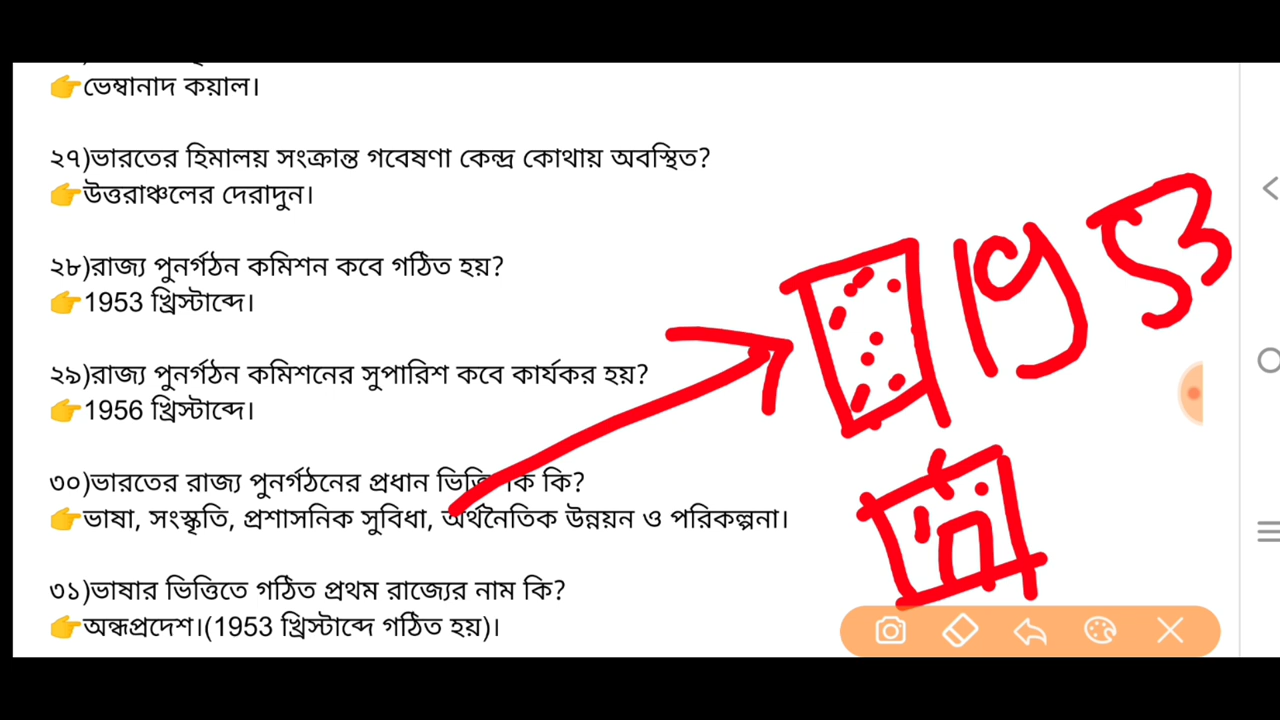 👉ভেম্বানাদ কয়াল।
২৭)ভারতের হিমালয় সংক্রান্ত গবেষণা কেন্দ্র কোথায় অবস্থিত?
👉উত্তরাঞ্চলের দেরাদুন।
২৮)রাজ্য পুনর্গঠন কমিশন কবে গঠিত হয়?
👉1953 খ্রিস্টাব্দে।
২৯)রাজ্য পুনর্গঠন কমিশনের সুপারিশ কবে কার্যকর হয়?
👉1956 খ্রিস্টাব্দে।
৩০)ভারতের রাজ্য পুনর্গঠনের প্রধান ভিত্তি কি কি?
👉ভাষা, সংস্কৃতি, প্রশাসনিক সুবিধা, অর্থনৈতিক উন্নয়ন ও পরিকল্পনা।
৩১)ভাষার ভিত্তিতে গঠিত প্রথম রাজ্যের নাম কি?
👉অন্ধপ্রদেশ।(1953 খ্রিস্টাব্দে গঠিত হয়)।
1953